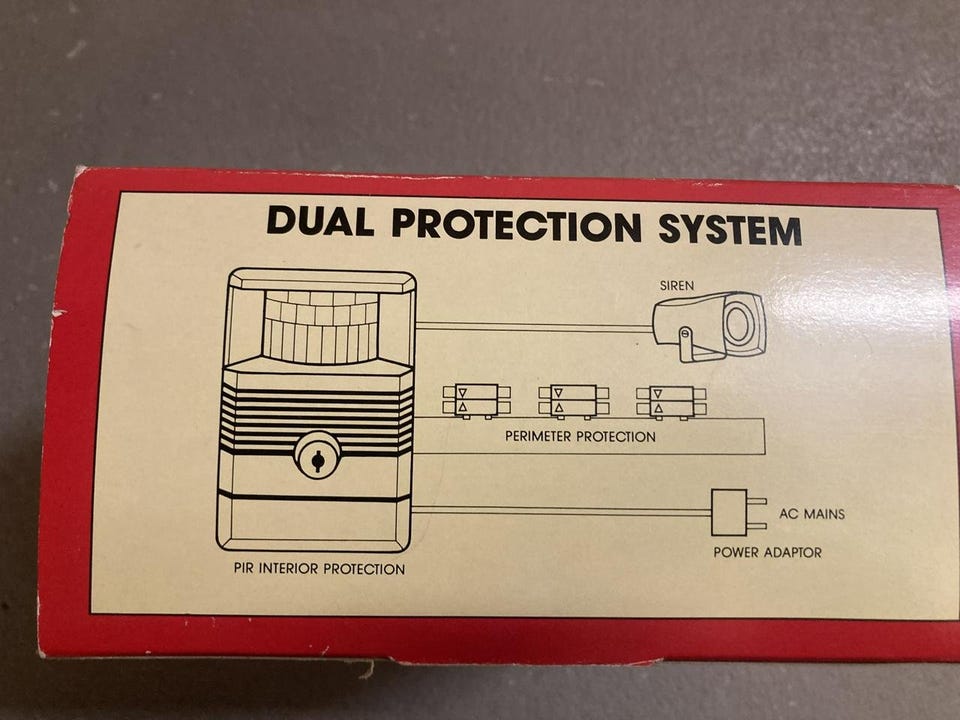 DUAL PROTECTION SYSTEM
SIREN
PERIMETER PROTECTION
AC MAINS
POWER ADAPTOR
PIR INTERIOR PROTECTION